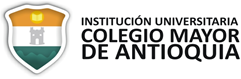 INSTITUCIÓN UNIVERSITARIA
COLEGIO MAYOR
DE ANTIOQUIA